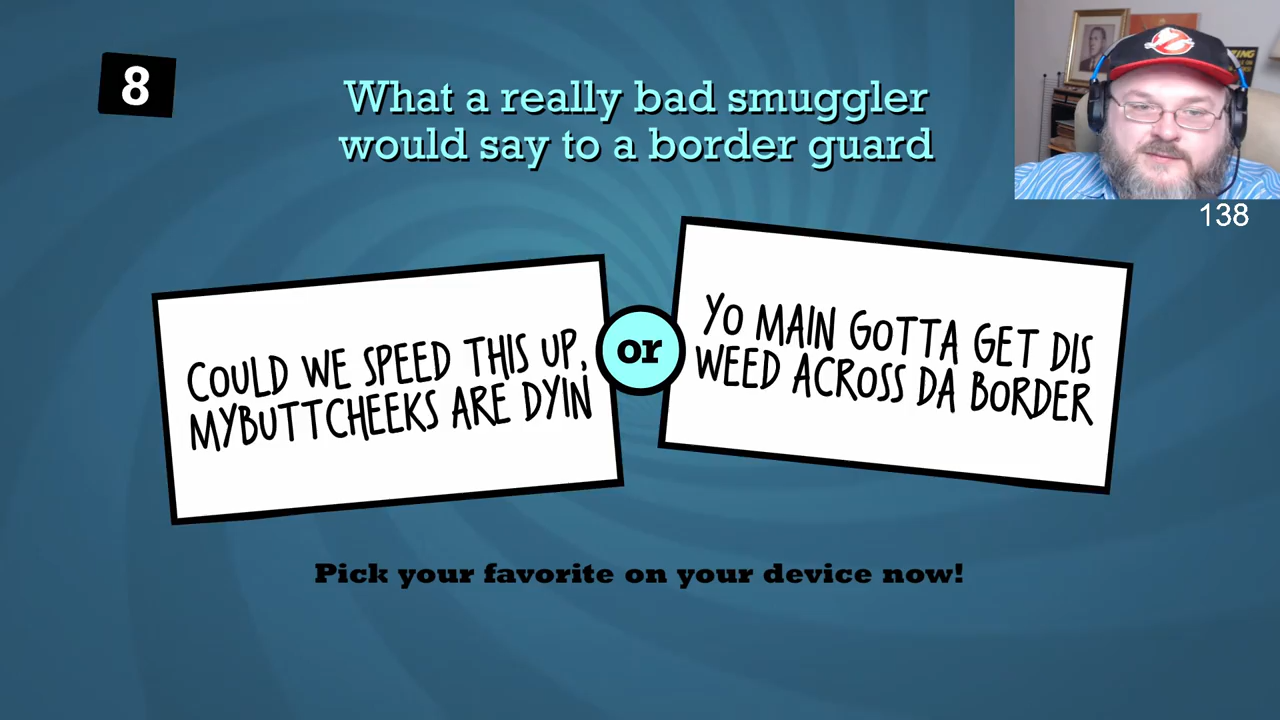 8
What a really bad smuggler
would say to a border guard
138
COULD WE SPEED THIS UP,
MYBUTTCHEEKS ARE DYIN
or
YO MAIN GOTTA GET DIS
WEED ACROSS DA BORDER
Pick your favorite on your device now!